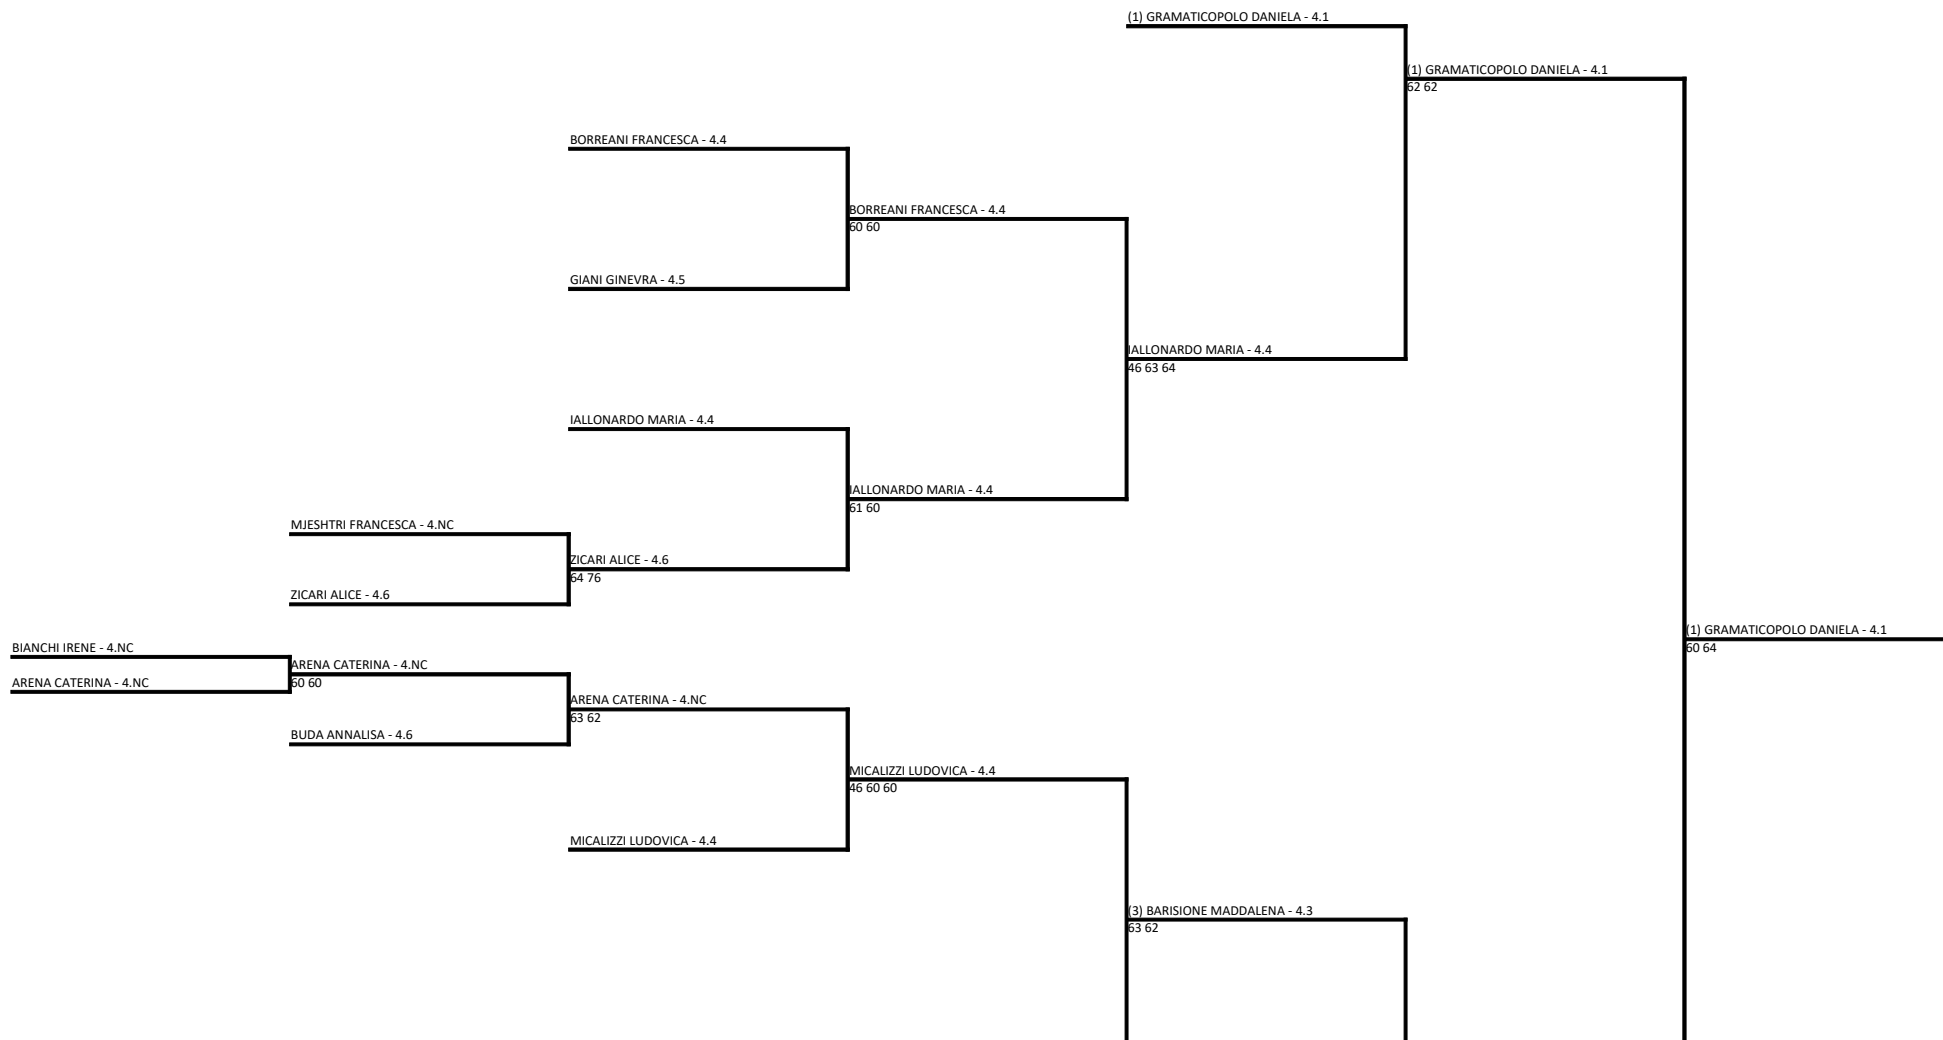 (1) GRAMATICOPOLO DANIELA - 4.1
(1) GRAMATICOPOLO DANIELA - 4.1
62 62
BORREANI FRANCESCA - 4.4
BORREANI FRANCESCA - 4.4
60 60
GIANI GINEVRA - 4.5
IALLONARDO MARIA - 4.4
46 63 64
IALLONARDO MARIA - 4.4
IALLONARDO MARIA - 4.4
61 60
MJESHTRI FRANCESCA - 4.NC
ZICARI ALICE - 4.6
64 76
ZICARI ALICE - 4.6
(1) GRAMATICOPOLO DANIELA - 4.1
60 64
BIANCHI IRENE - 4.NC
ARENA CATERINA - 4.NC
60 60
ARENA CATERINA - 4.NC
ARENA CATERINA - 4.NC
63 62
BUDA ANNALISA - 4.6
MICALIZZI LUDOVICA - 4.4
46 60 60
MICALIZZI LUDOVICA - 4.4
(3) BARISIONE MADDALENA - 4.3
63 62